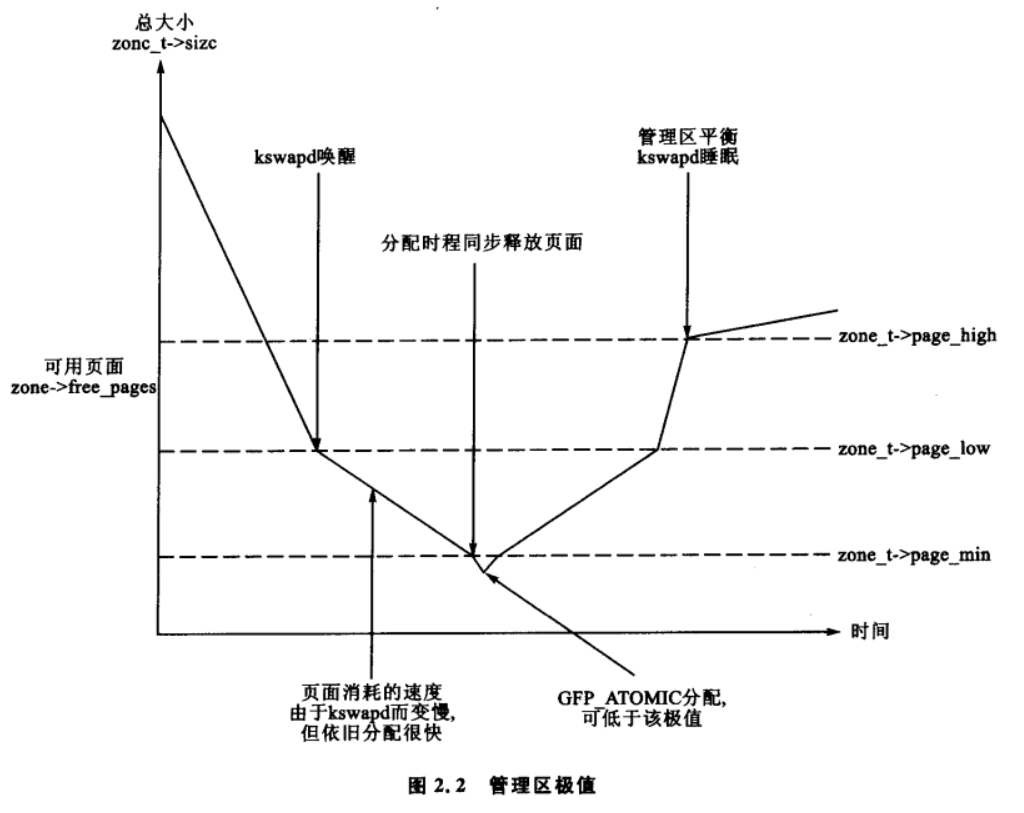 总大小
zonc_t->sizc
kswapd唤醒
管理区平衡
kswapd睡眠
分配时程同步释放页面
zone_t->page_high
可用页面
zone->free_pages
zone_t->page_low
zone_t->page_min
时间
页面消耗的速度
由于kswapd而变慢,
但依旧分配很快
GFP_ATOMIC分配,
可低于该极值
图 2.2 管理区极值